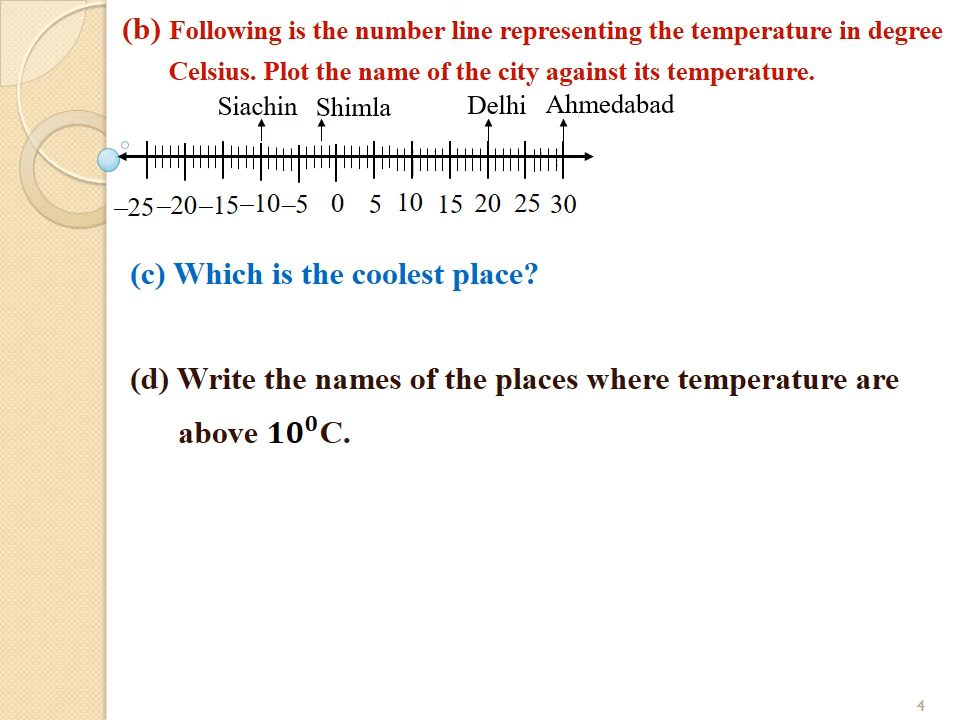 (b) Following is the number line representing the temperature in degree
Celsius. Plot the name of the city against its temperature.
Siachin Shimla Delhi Ahmedabad
–25 –20 –15 –10 –5 0 5 10 15 20 25 30
(c) Which is the coolest place?
(d) Write the names of the places where temperature are
above 10⁰C.
4